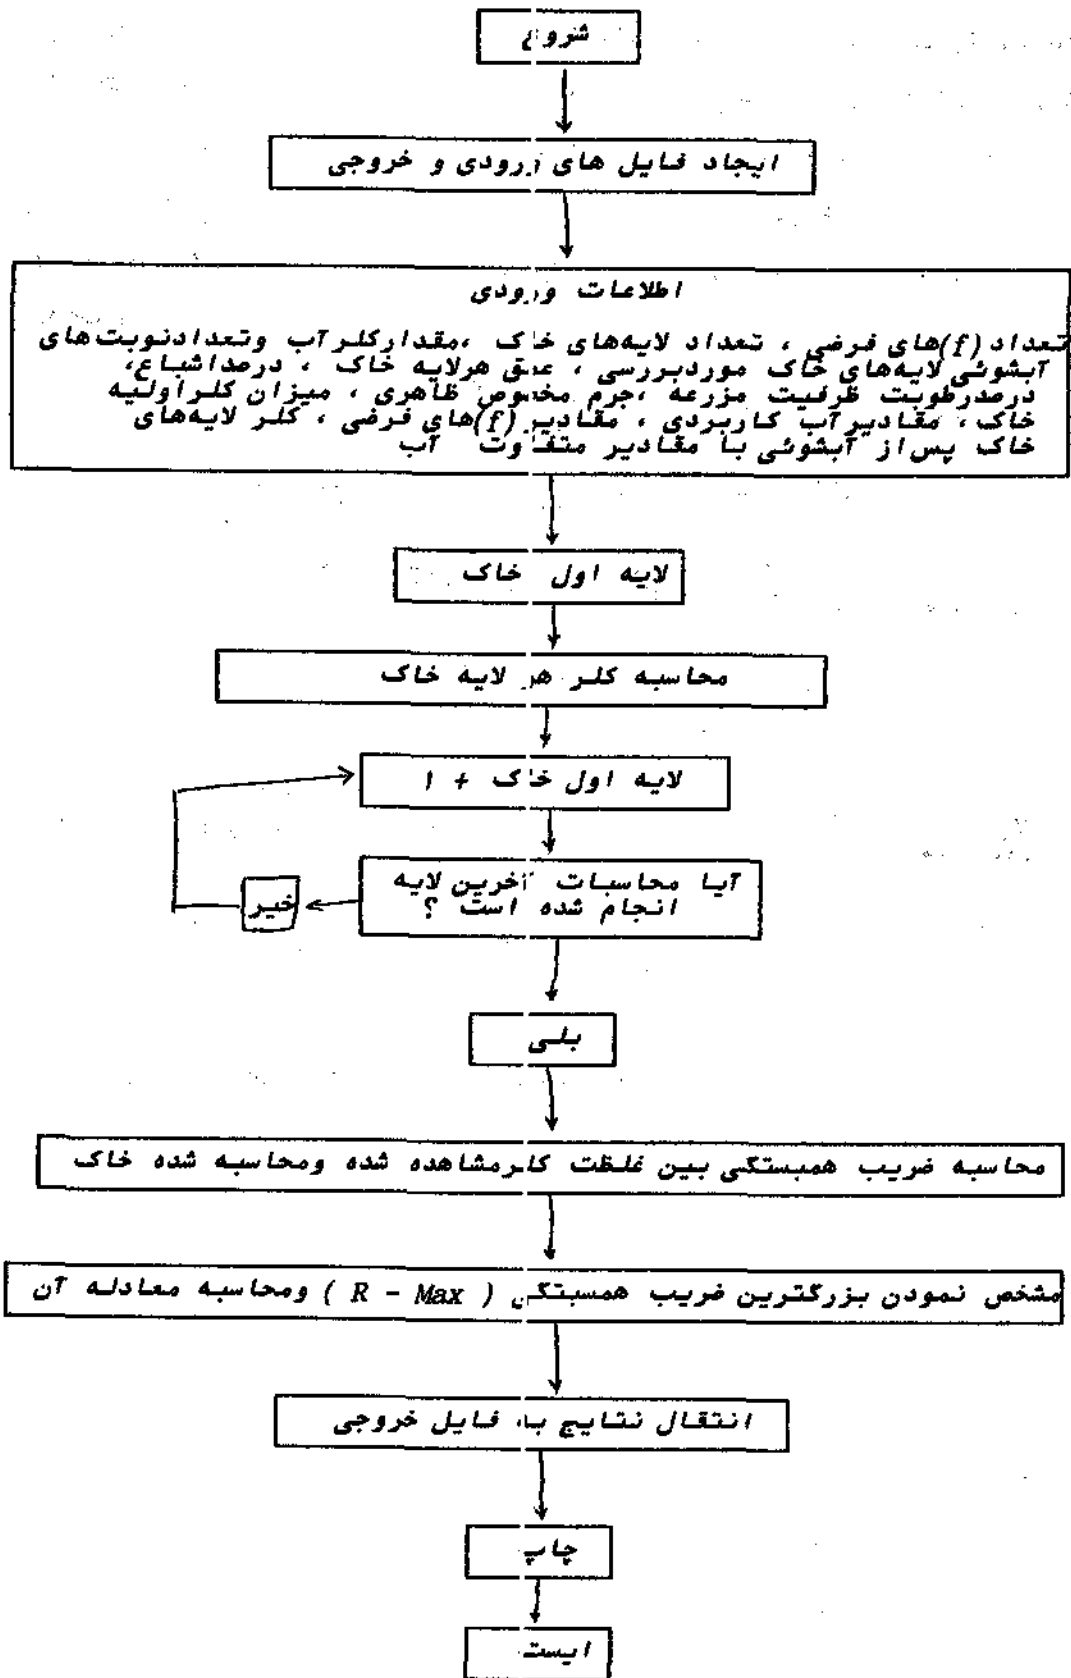 شروع
ایجاد فایل های ورودی و خروجی
اطلاعات ورودی
تعداد (f)های فرضی ، تعداد لایه‌های خاک ،مقدارکلرآب وتعدادنوبت‌های
آبشوئی لایه‌های خاک موردبررسی ، عمق هرلایه خاک ، درصداشباع،
درصدرطوبت ظرفیت مزرعه ،جرم مخصوص ظاهری ، میزان کلراولیه
خاک، مقادیرآب کاربردی ، مقادیر (f)های فرضی ، کلر لایه‌های
خاک پس‌از آبشوئی با مقادیر متفاوت آب
لایه اول خاک
محاسبه کلر هر لایه خاک
لایه اول خاک + ۱
آیا محاسبات آخرین لایه
انجام شده است ؟
خیر
بلی
محاسبه ضریب همبستگی بین غلظت کلرمشاهده شده ومحاسبه شده خاک
مشخص نمودن بزرگترین ضریب همسبتگی ( R - Max ) ومحاسبه معادله آن
انتقال نتایج به فایل خروجی
چاپ
ایست